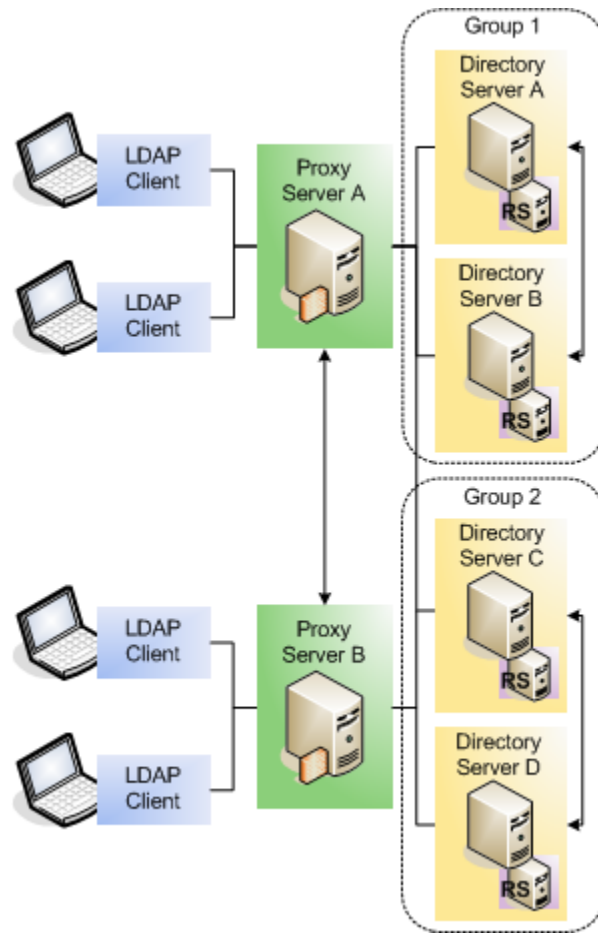 Group 1
Directory
Server A
RS
LDAP
Client
Proxy
Server A
LDAP
Client
Directory
Server B
RS
Group 2
Directory
Server C
RS
LDAP
Client
Proxy
Server B
LDAP
Client
Directory
Server D
RS